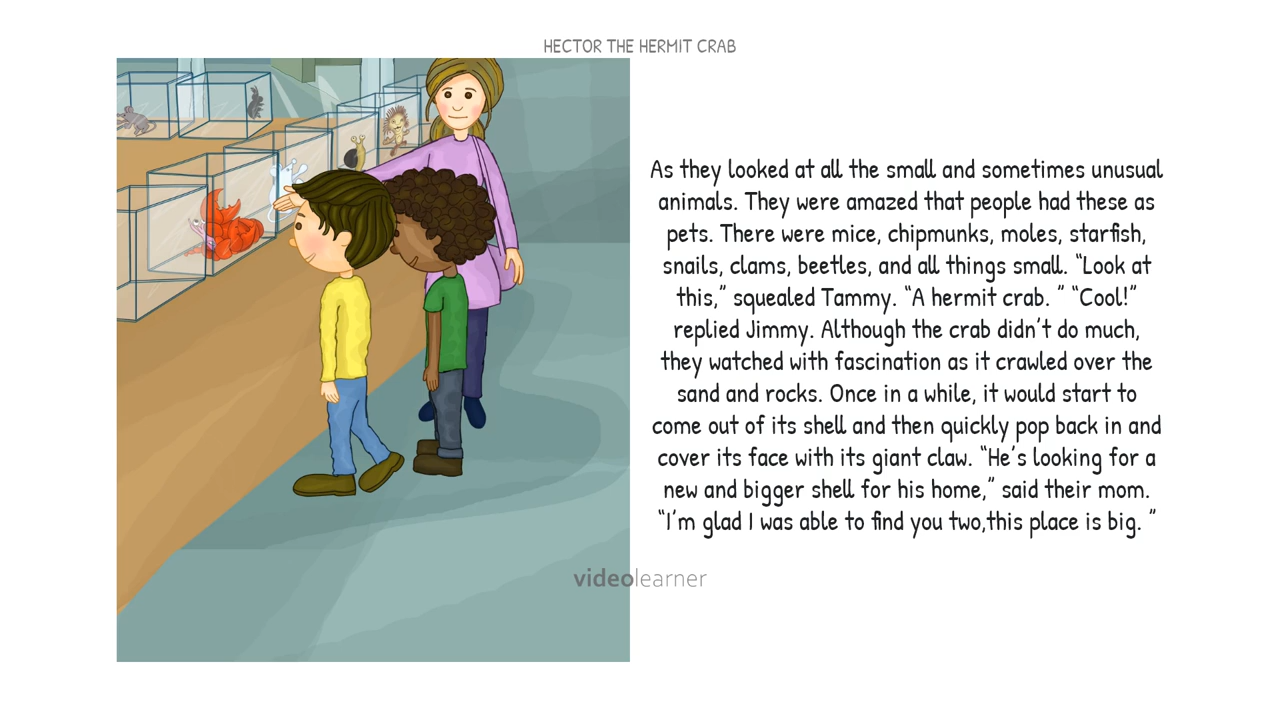 HECTOR THE HERMIT CRAB
As they looked at all the small and sometimes unusual
animals. They were amazed that people had these as
pets. There were mice, chipmunks, moles, starfish,
snails, clams, beetles, and all things small. “Look at
this,” squealed Tammy. “A hermit crab. ” “Cool!”
replied Jimmy. Although the crab didn’t do much,
they watched with fascination as it crawled over the
sand and rocks. Once in a while, it would start to
come out of its shell and then quickly pop back in and
cover its face with its giant claw. “He’s looking for a
new and bigger shell for his home,” said their mom.
“I’m glad I was able to find you two,this place is big. ”
videolearner